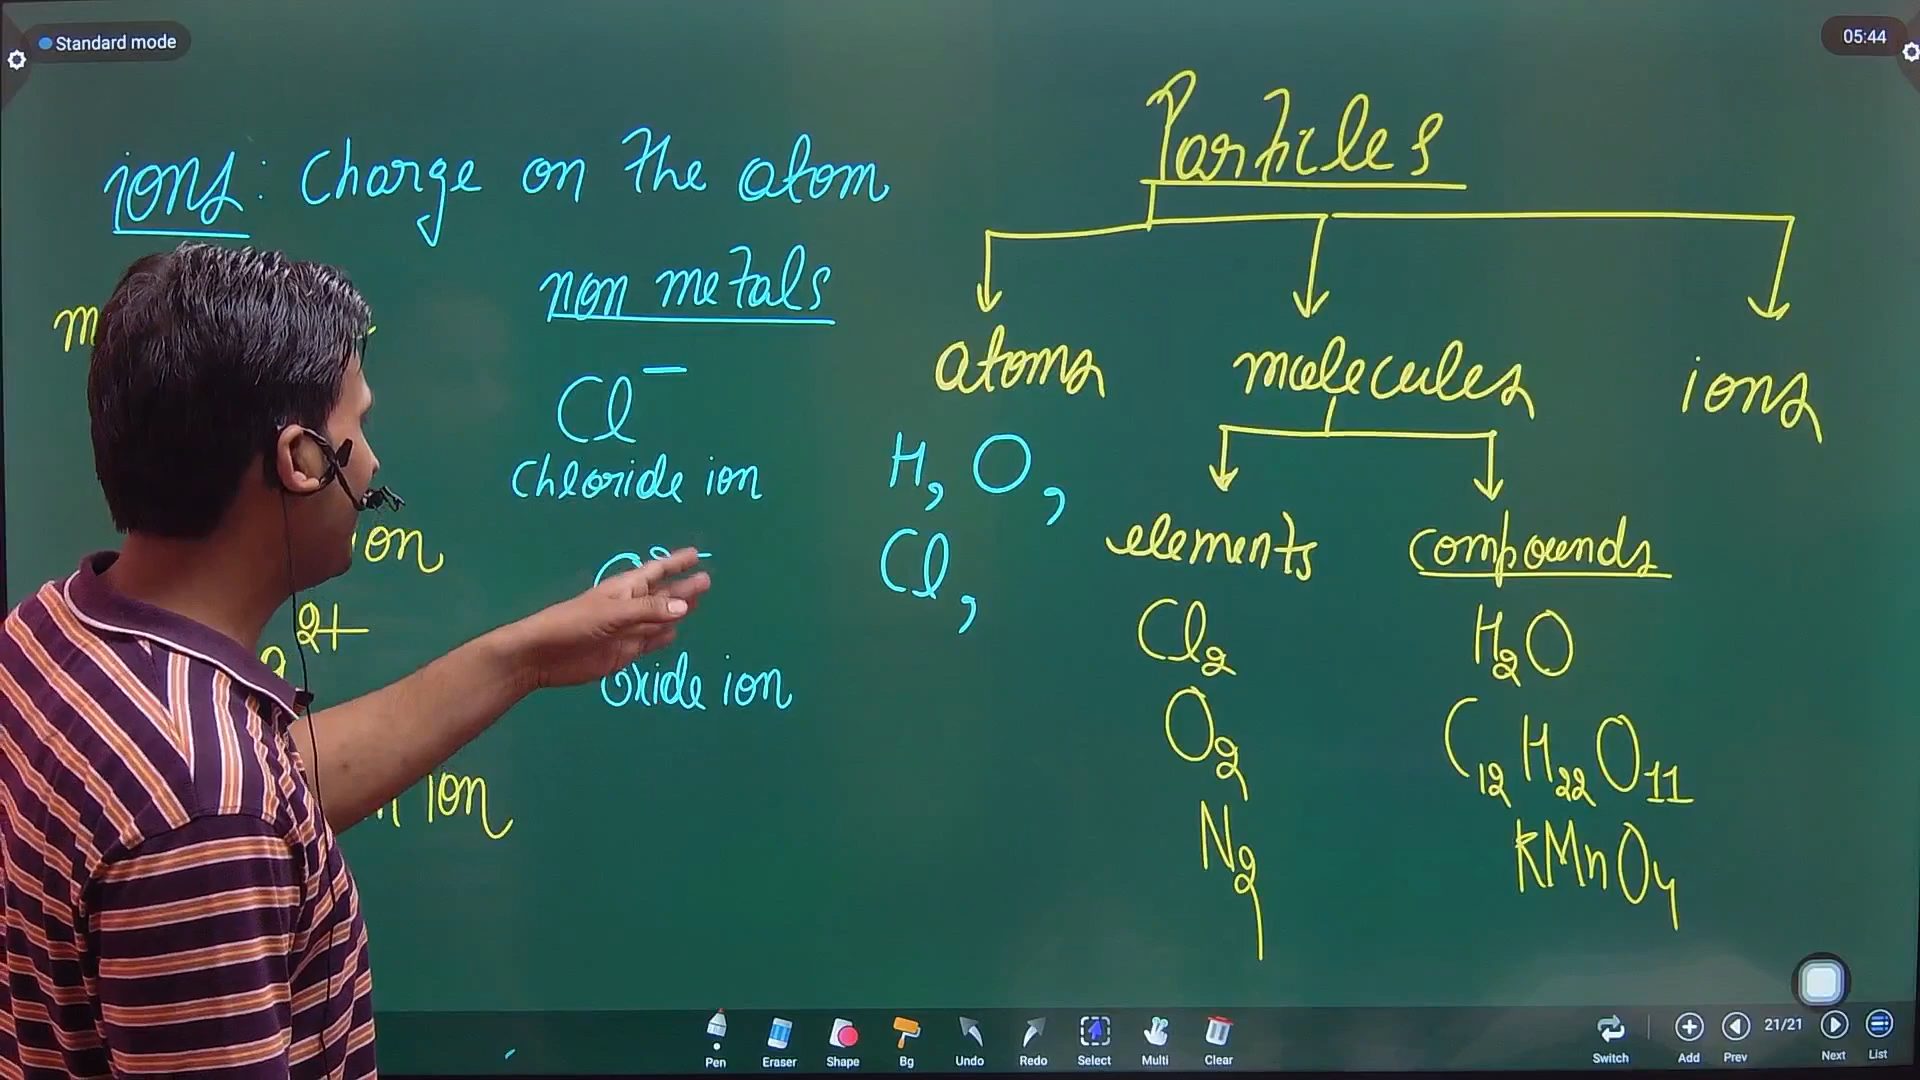 Standard mode
05:44
ions: Charge on the atom
non metals
Cl⁻
Chloride ion
ion
2+
oxide ion
ion
Particles
atoms molecules ions
H, O,
Cl,
elements compounds
Cl₂ H₂O
O₂ C₁₂H₂₂O₁₁
N₂ KMnO₄
Pen Eraser Shape Bg Undo Redo Select Multi Clear
Switch Add Prev 21/21 Next List